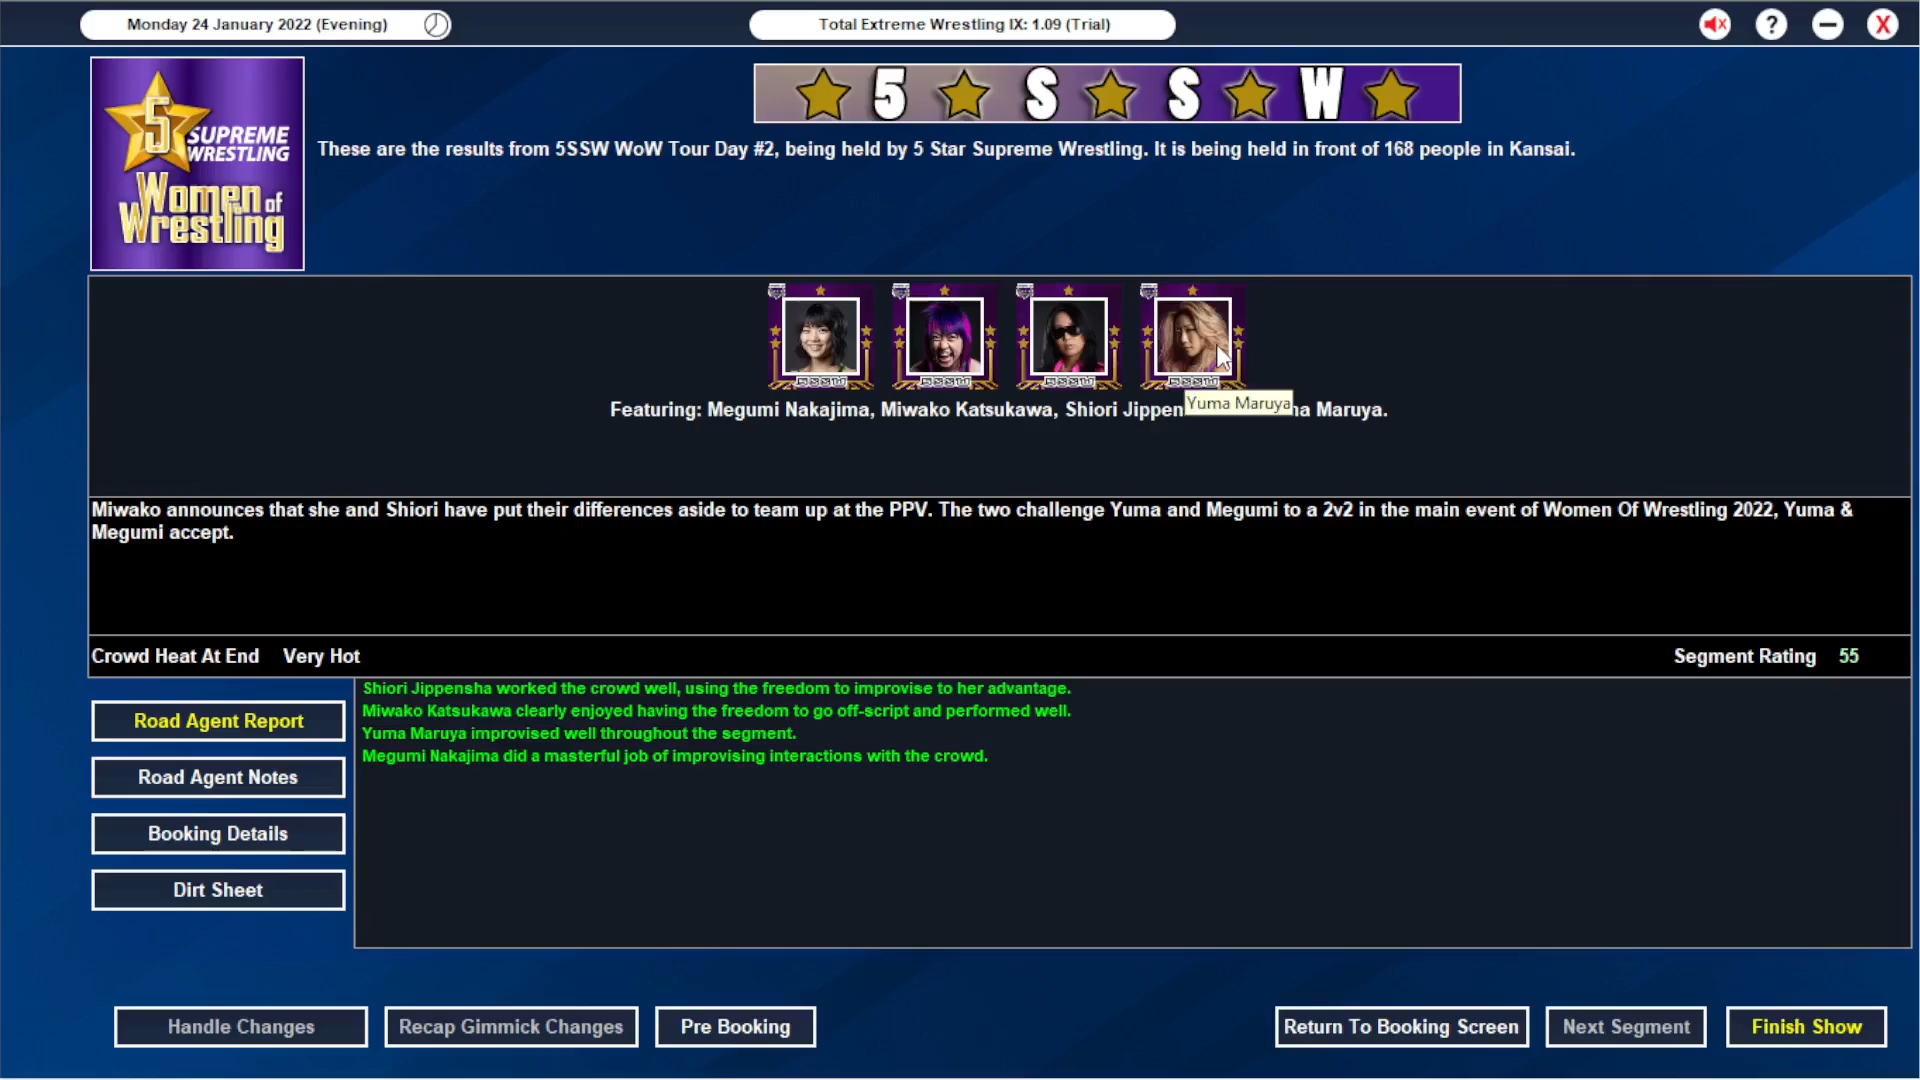 Monday 24 January 2022 (Evening)
Total Extreme Wrestling IX: 1.09 (Trial)
?
X
5 S S W
5 SUPREME
WRESTLING
Women of
Wrestling
These are the results from 5SSW WoW Tour Day #2, being held by 5 Star Supreme Wrestling. It is being held in front of 168 people in Kansai.
5SSW 5SSW 5SSW 5SSW
Yuma Maruya
Featuring: Megumi Nakajima, Miwako Katsukawa, Shiori Jippen na Maruya.
Miwako announces that she and Shiori have put their differences aside to team up at the PPV. The two challenge Yuma and Megumi to a 2v2 in the main event of Women Of Wrestling 2022, Yuma &
Megumi accept.
Crowd Heat At End Very Hot
Segment Rating 55
Shiori Jippensha worked the crowd well, using the freedom to improvise to her advantage.
Miwako Katsukawa clearly enjoyed having the freedom to go off-script and performed well.
Yuma Maruya improvised well throughout the segment.
Megumi Nakajima did a masterful job of improvising interactions with the crowd.
Road Agent Report
Road Agent Notes
Booking Details
Dirt Sheet
Handle Changes
Recap Gimmick Changes
Pre Booking
Return To Booking Screen
Next Segment
Finish Show